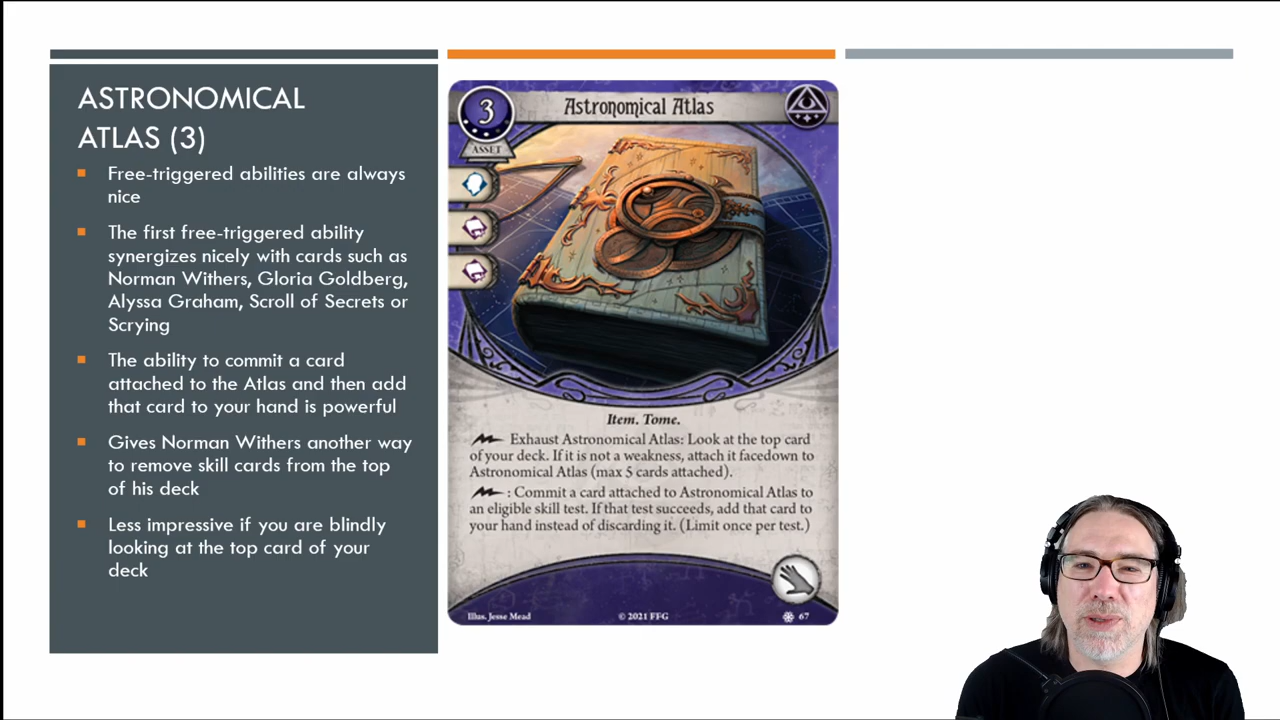 ASTRONOMICAL
ATLAS (3)
Free-triggered abilities are always
nice
The first free-triggered ability
synergizes nicely with cards such as
Norman Withers, Gloria Goldberg,
Alyssa Graham, Scroll of Secrets or
Scrying
The ability to commit a card
attached to the Atlas and then add
that card to your hand is powerful
Gives Norman Withers another way
to remove skill cards from the top
of his deck
Less impressive if you are blindly
looking at the top card of your
deck
3
Astronomical Atlas
ASSET
Item. Tome.
Exhaust Astronomical Atlas: Look at the top card
of your deck. If it is not a weakness, attach it facedown to
Astronomical Atlas (max 5 cards attached).
: Commit a card attached to Astronomical Atlas to
an eligible skill test. If that test succeeds, add that card to
your hand instead of discarding it. (Limit once per test.)
Illus. Jesse Mead
© 2021 FFG
67